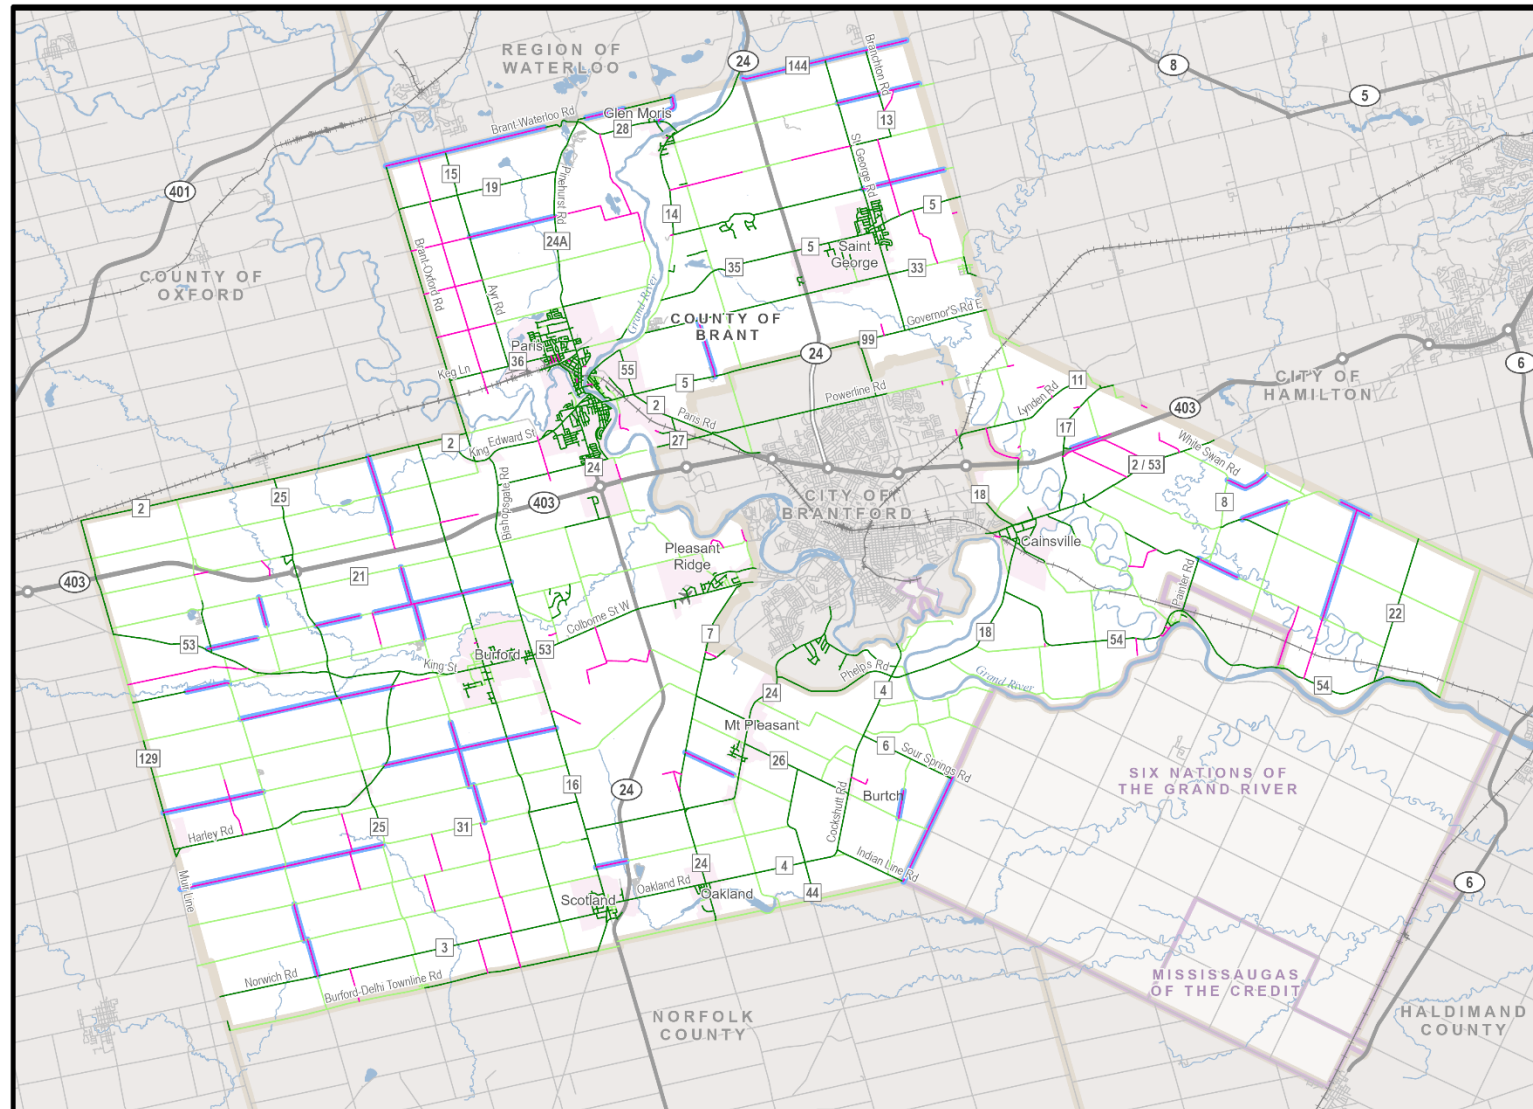 REGION OF
WATERLOO
24
144
Branchton Rd
8
5
Brant-Waterloo Rd
Glen Moris
28
13
401
15
19
Pinehurst Rd
St George Rd
14
5
24A
5
Saint
George
COUNTY OF
OXFORD
Brant-Oxford Rd
35
33
Ayr Rd
Grand River
COUNTY OF
BRANT
Governor'S Rd E
99
Paris
24
6
36
Keg Ln
55
5
CITY OF
HAMILTON
Powerline Rd
11
Lynden Rd
2
Paris Rd
403
17
27
2
King Edward St
White Swan Rd
2 / 53
24
25
Bishopsgate Rd
403
18
8
2
CITY OF
BRANTFORD
Cainsville
Pleasant
Ridge
403
21
Painter Rd
Colborne St W
7
18
22
53
54
53
Burford
King St
Phelps Rd
Grand River
54
24
4
Mt Pleasant
129
6
Sour Springs Rd
26
SIX NATIONS OF
THE GRAND RIVER
16
24
Burtch
Cockshutt Rd
Harley Rd
25
31
Indian Line Rd
24
4
Muir Line
Oakland Rd
6
Scotland
Oakland
44
3
Norwich Rd
Burford-Delhi Townline Rd
MISSISSAUGAS
OF THE CREDIT
NORFOLK
COUNTY
HALDIMAND
COUNTY